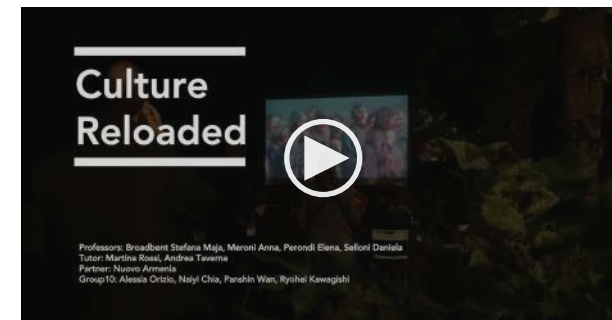 Culture
Reloaded
Professors: Broadbent Stefana Maja, Meroni Anna, Perondi Elena, Selloni Daniela
Tutor: Martina Rossi, Andrea Taverna
Partner: Nuovo Armenia
Group10: Alessia Orizio, Naiyi Chia, Panshin Wan, Ryohei Kawagishi